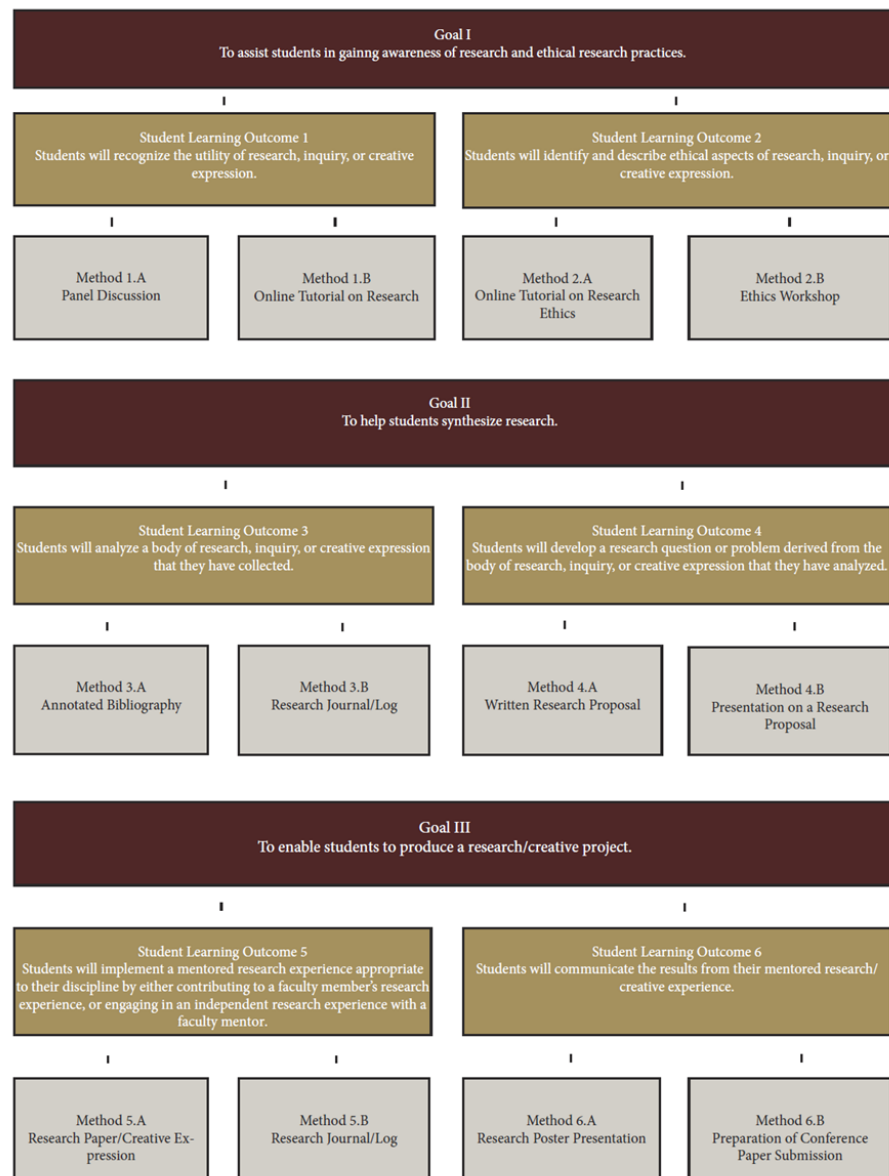 Goal I
To assist students in gainng awareness of research and ethical research practices.
Student Learning Outcome 1
Students will recognize the utility of research, inquiry, or creative
expression.
Student Learning Outcome 2
Students will identify and describe ethical aspects of research, inquiry, or
creative expression.
Method 1.A
Panel Discussion
Method 1.B
Online Tutorial on Research
Method 2.A
Online Tutorial on Research
Ethics
Method 2.B
Ethics Workshop
Goal II
To help students synthesize research.
Student Learning Outcome 3
Students will analyze a body of research, inquiry, or creative expression
that they have collected.
Student Learning Outcome 4
Students will develop a research question or problem derived from the
body of research, inquiry, or creative expression that they have analyzed.
Method 3.A
Annotated Bibliography
Method 3.B
Research Journal/Log
Method 4.A
Written Research Proposal
Method 4.B
Presentation on a Research
Proposal
Goal III
To enable students to produce a research/creative project.
Student Learning Outcome 5
Students will implement a mentored research experience appropriate
to their discipline by either contributing to a faculty member's research
experience, or engaging in an independent research experience with a
faculty mentor.
Student Learning Outcome 6
Students will communicate the results from their mentored research/
creative experience.
Method 5.A
Research Paper/Creative Ex-
pression
Method 5.B
Research Journal/Log
Method 6.A
Research Poster Presentation
Method 6.B
Preparation of Conference
Paper Submission